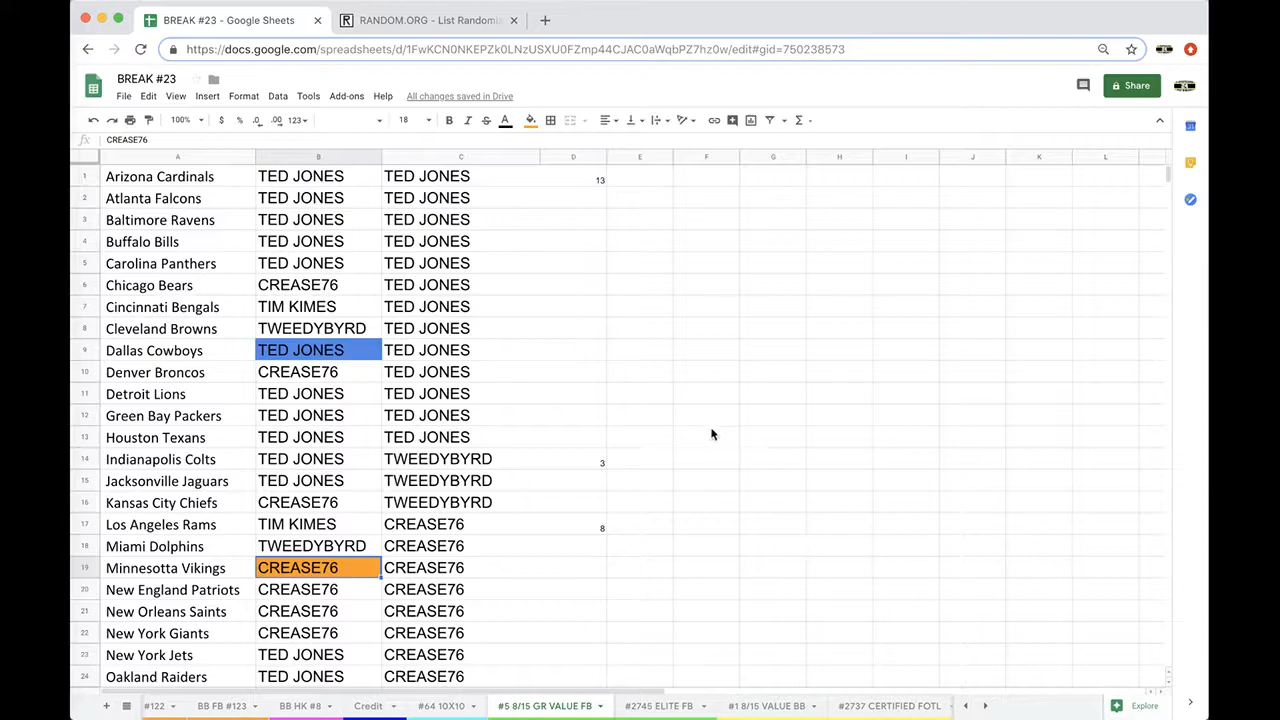 BREAK #23 - Google Sheets × RANDOM.ORG - List Randomi ×
https://docs.google.com/spreadsheets/d/1FwKCN0NKEPZk0LNzUSXU0FZmp44CJAC0aWqbPZ7hz0w/edit#gid=750238573
BREAK #23
File Edit View Insert Format Data Tools Add-ons Help All changes saved in Drive
Share
100% $ % .0 .00 123 18 B I S A
fx CREASE76
A B C D E F G H I J K L
1 Arizona Cardinals TED JONES TED JONES 13
2 Atlanta Falcons TED JONES TED JONES
3 Baltimore Ravens TED JONES TED JONES
4 Buffalo Bills TED JONES TED JONES
5 Carolina Panthers TED JONES TED JONES
6 Chicago Bears CREASE76 TED JONES
7 Cincinnati Bengals TIM KIMES TED JONES
8 Cleveland Browns TWEEDYBYRD TED JONES
9 Dallas Cowboys TED JONES TED JONES
10 Denver Broncos CREASE76 TED JONES
11 Detroit Lions TED JONES TED JONES
12 Green Bay Packers TED JONES TED JONES
13 Houston Texans TED JONES TED JONES
14 Indianapolis Colts TED JONES TWEEDYBYRD 3
15 Jacksonville Jaguars TED JONES TWEEDYBYRD
16 Kansas City Chiefs CREASE76 TWEEDYBYRD
17 Los Angeles Rams TIM KIMES CREASE76 8
18 Miami Dolphins TWEEDYBYRD CREASE76
19 Minnesotta Vikings CREASE76 CREASE76
20 New England Patriots CREASE76 CREASE76
21 New Orleans Saints CREASE76 CREASE76
22 New York Giants CREASE76 CREASE76
23 New York Jets TED JONES CREASE76
24 Oakland Raiders TED JONES CREASE76
#122 BB FB #123 BB HK #8 Credit #64 10X10 #5 8/15 GR VALUE FB #2745 ELITE FB #1 8/15 VALUE BB #2737 CERTIFIED FOTL Explore